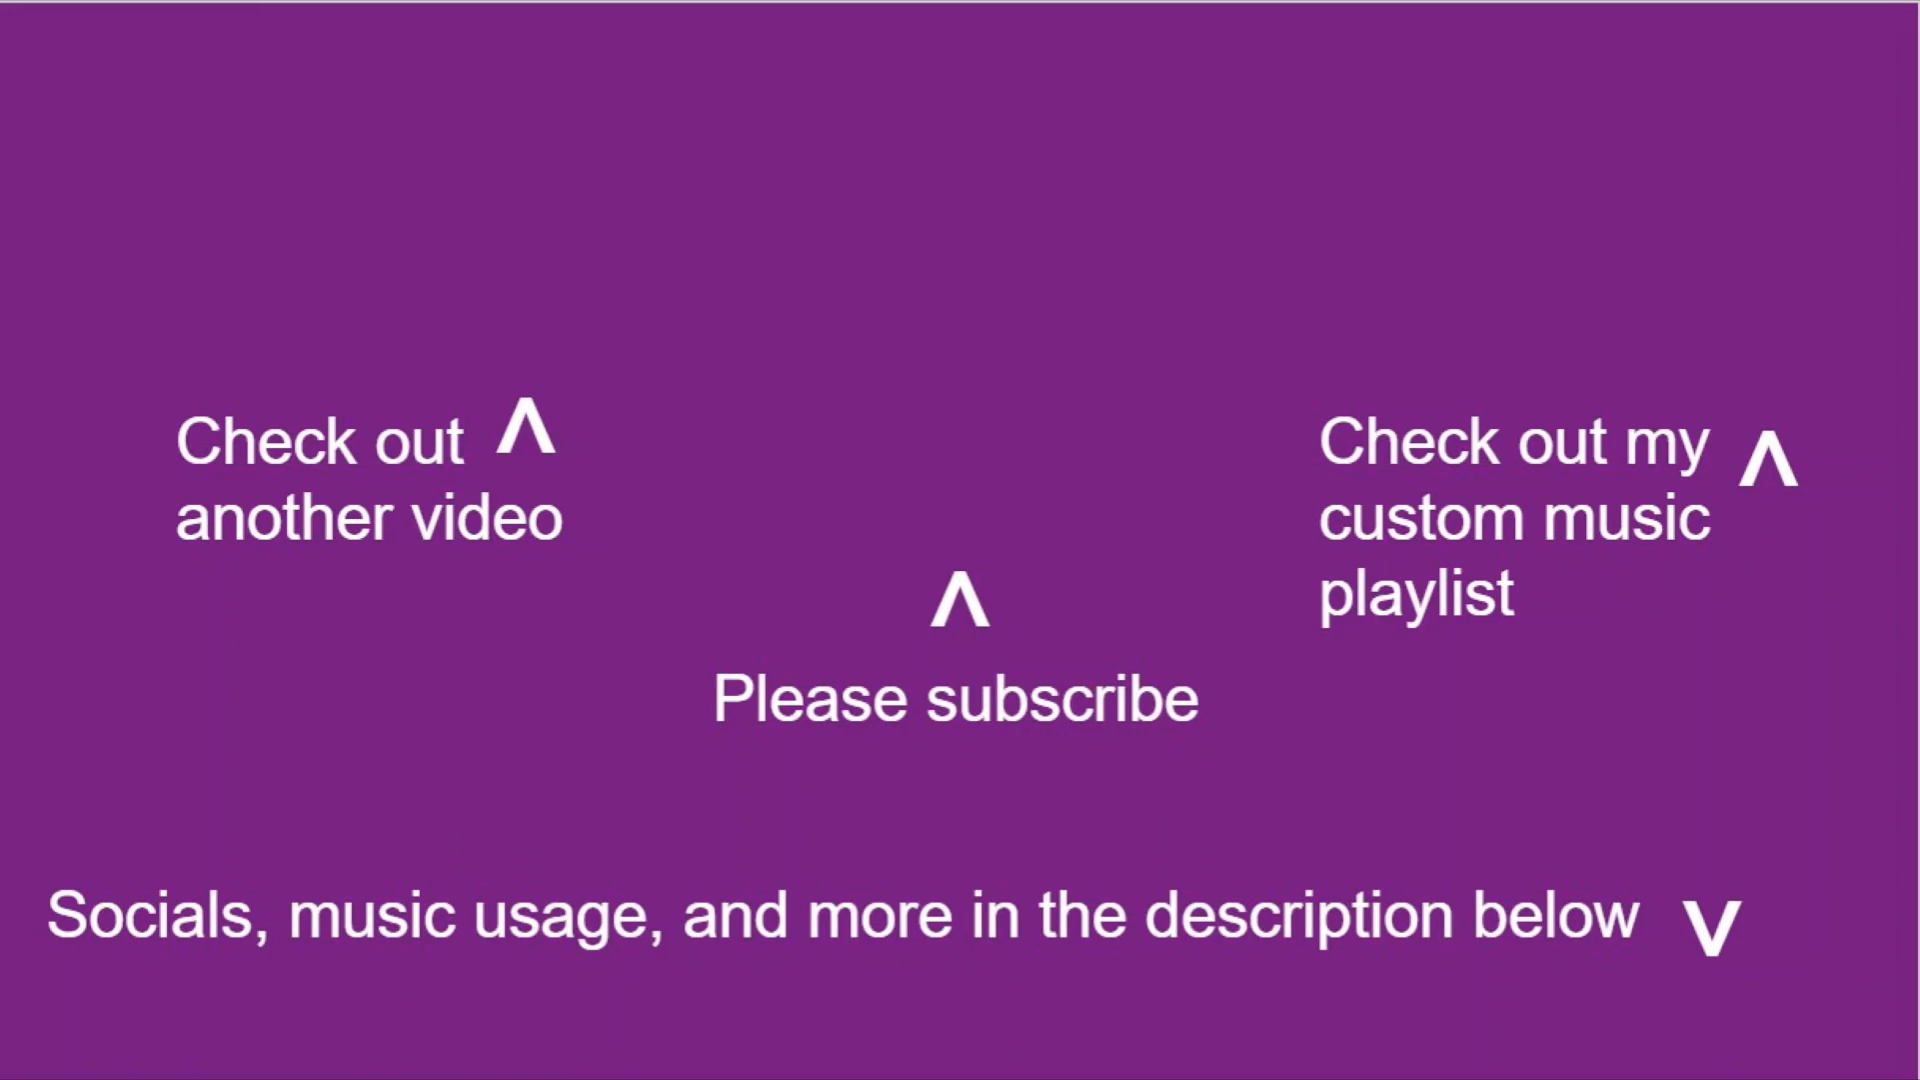 Check out ^
another video
Check out my ^
custom music
playlist
^
Please subscribe
Socials, music usage, and more in the description below v